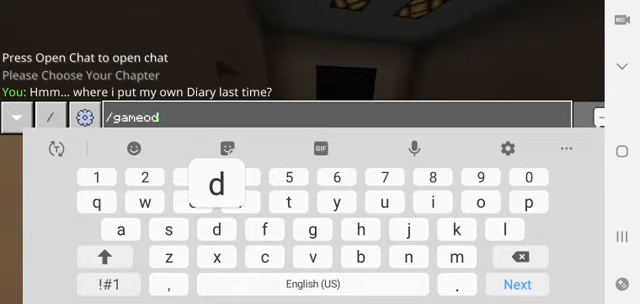 Press Open Chat to open chat
Please Choose Your Chapter
You: Hmm... where i put my own Diary last time?
/ /gameod
GIF ...
1 2 5 6 7 8 9 0
d
q w t y u i o p
a s d f g h j k l
z x c v b n m
!#1 , English (US) . Next